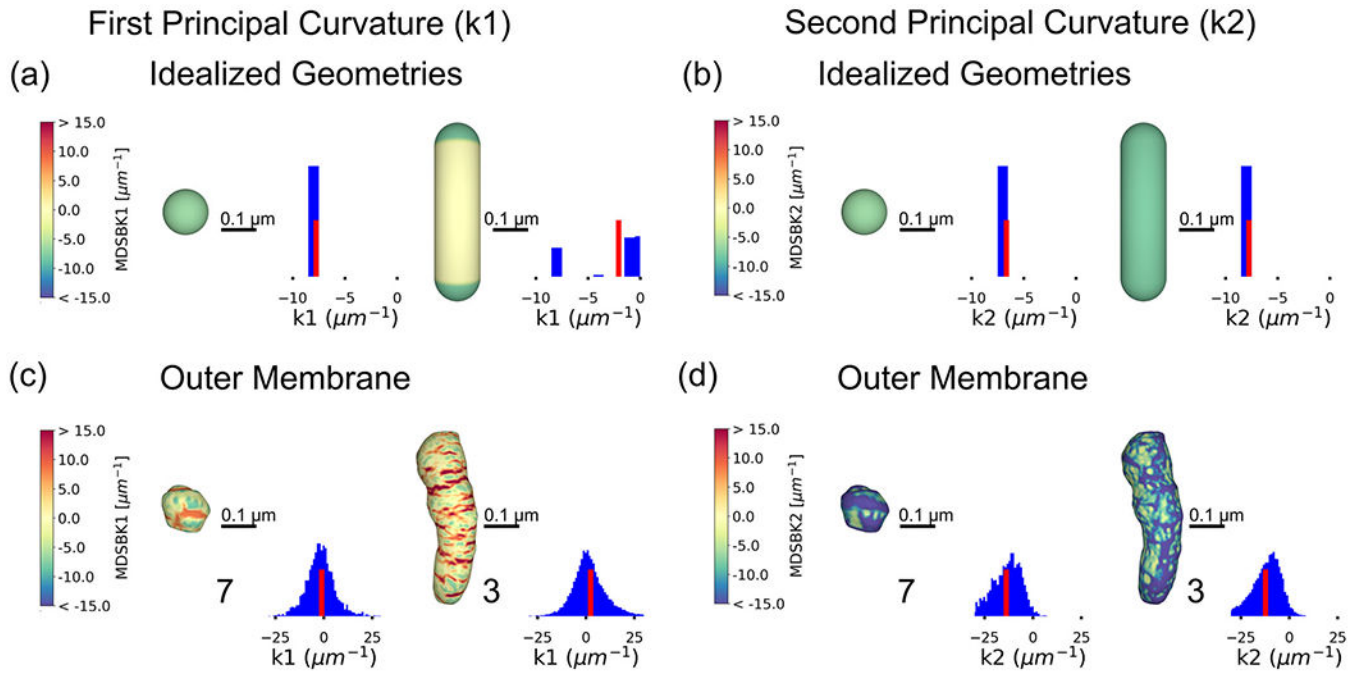 First Principal Curvature (k1)
Second Principal Curvature (k2)
(a)
Idealized Geometries
MDSBK1 [μm⁻¹]
> 15.0
10.0
5.0
0.0
-5.0
-10.0
< -15.0
0.1 μm
−10
−5
0
k1 (μm⁻¹)
0.1 μm
−10
−5
0
k1 (μm⁻¹)
(b)
Idealized Geometries
MDSBK2 [μm⁻¹]
> 15.0
10.0
5.0
0.0
-5.0
-10.0
< -15.0
0.1 μm
−10
−5
0
k2 (μm⁻¹)
0.1 μm
−10
−5
0
k2 (μm⁻¹)
(c)
Outer Membrane
MDSBK1 [μm⁻¹]
> 15.0
10.0
5.0
0.0
-5.0
-10.0
< -15.0
0.1 μm
7
−25
0
25
k1 (μm⁻¹)
0.1 μm
3
−25
0
25
k1 (μm⁻¹)
(d)
Outer Membrane
MDSBK2 [μm⁻¹]
> 15.0
10.0
5.0
0.0
-5.0
-10.0
< -15.0
0.1 μm
7
−25
0
25
k2 (μm⁻¹)
0.1 μm
3
−25
0
25
k2 (μm⁻¹)